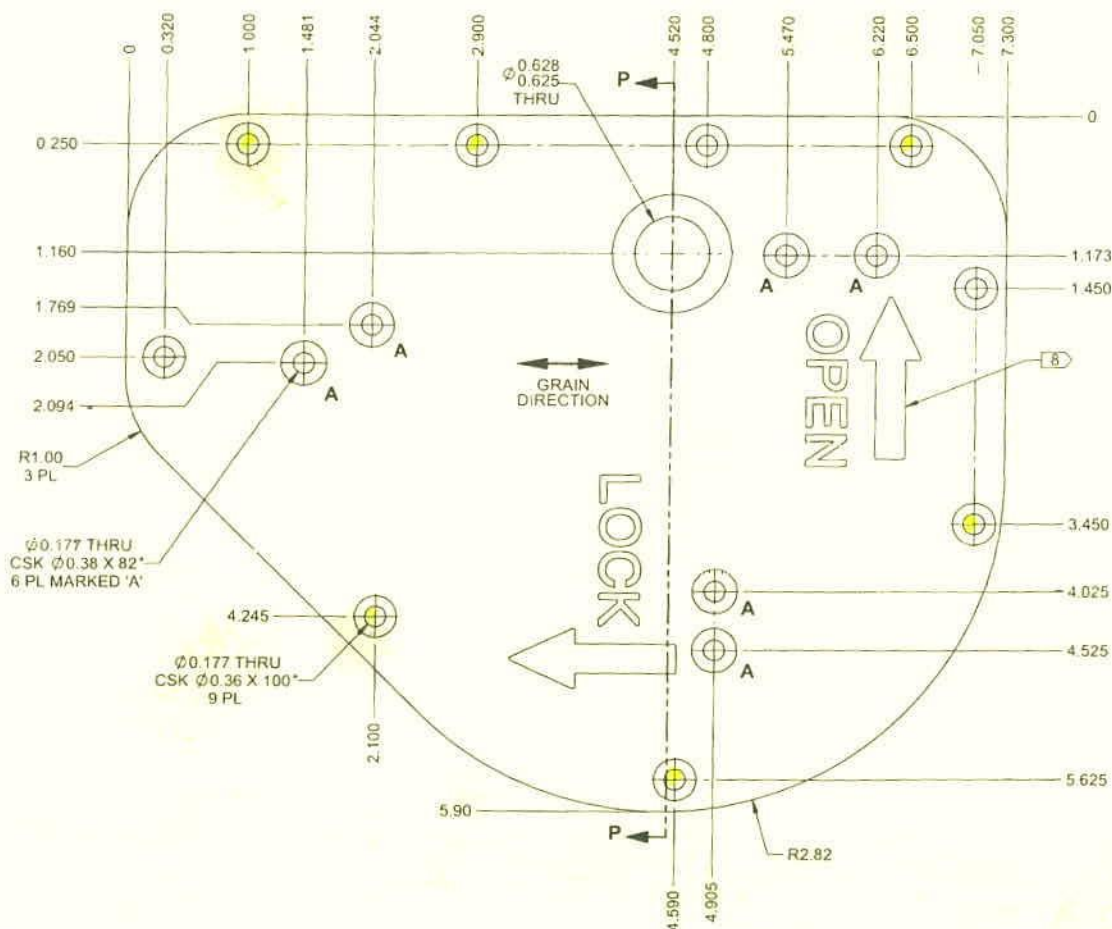 0
0.320
1.000
1.481
2.044
2.900
4.520
4.800
5.470
6.220
6.500
7.050
7.300
P
Ø 0.628
0.625
THRU
0
0.250
1.160
1.173
1.450
1.769
2.050
2.094
A
A
A
A
OPEN
8
GRAIN
DIRECTION
R1.00
3 PL
LOCK
3.450
Ø0.177 THRU
CSK Ø0.38 X 82°
6 PL MARKED 'A'
4.025
A
4.245
4.525
A
Ø0.177 THRU
CSK Ø0.36 X 100°
9 PL
2.100
5.625
5.90
P
R2.82
4.590
4.905